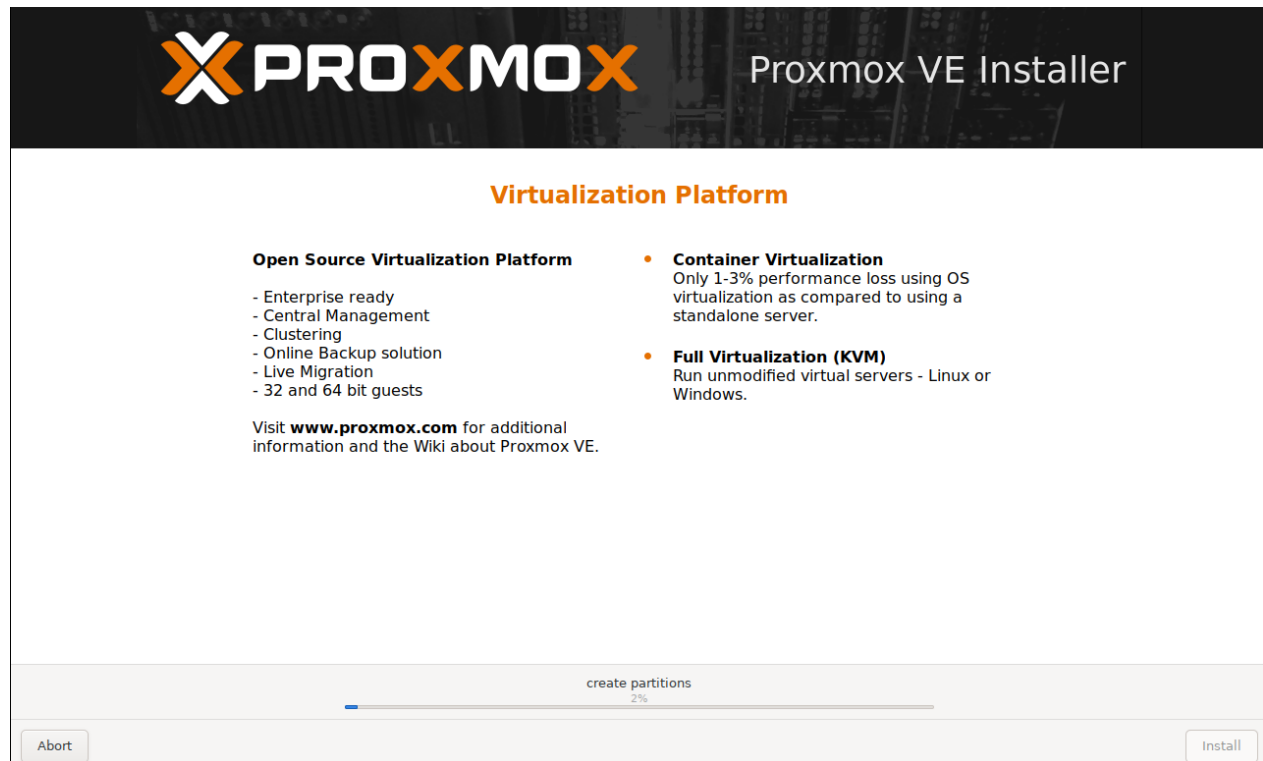 PROXMOX
Proxmox VE Installer
Virtualization Platform
Open Source Virtualization Platform
- Enterprise ready
- Central Management
- Clustering
- Online Backup solution
- Live Migration
- 32 and 64 bit guests
Visit www.proxmox.com for additional
information and the Wiki about Proxmox VE.
• Container Virtualization
Only 1-3% performance loss using OS
virtualization as compared to using a
standalone server.
• Full Virtualization (KVM)
Run unmodified virtual servers - Linux or
Windows.
create partitions
2%
Abort
Install